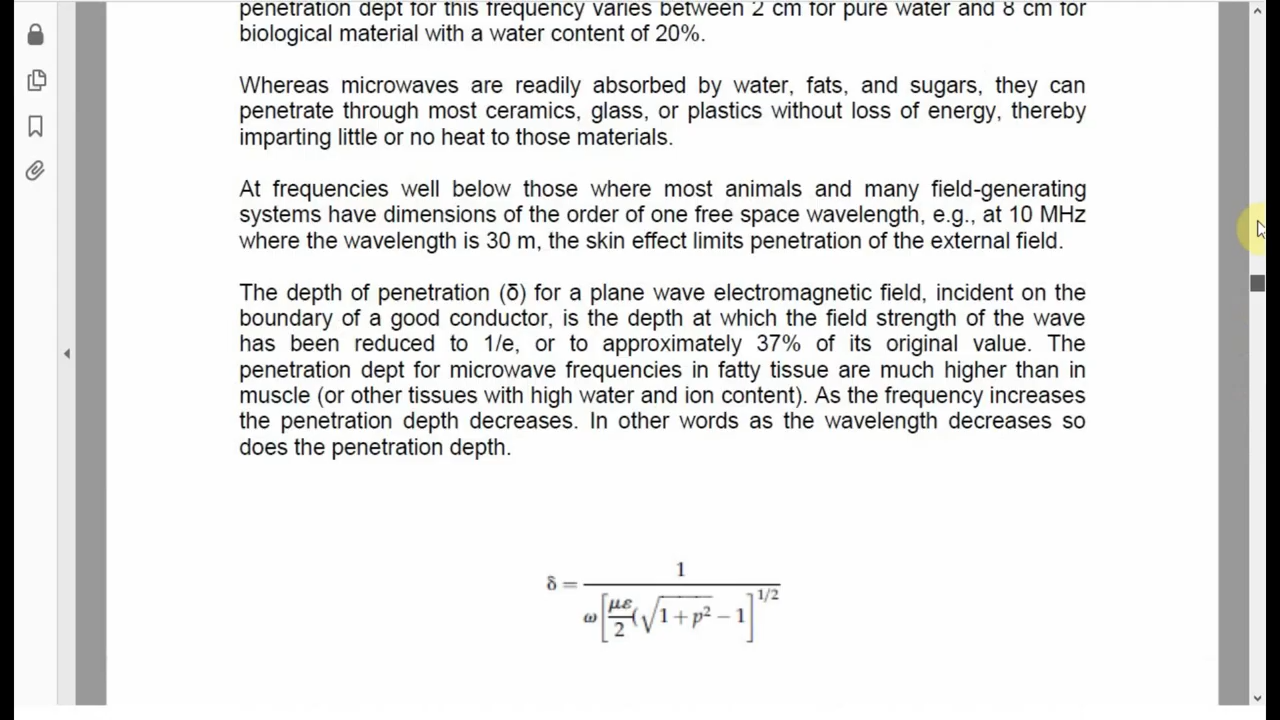 penetration dept for this frequency varies between 2 cm for pure water and 8 cm for
biological material with a water content of 20%.
Whereas microwaves are readily absorbed by water, fats, and sugars, they can
penetrate through most ceramics, glass, or plastics without loss of energy, thereby
imparting little or no heat to those materials.
At frequencies well below those where most animals and many field-generating
systems have dimensions of the order of one free space wavelength, e.g., at 10 MHz
where the wavelength is 30 m, the skin effect limits penetration of the external field.
The depth of penetration (δ) for a plane wave electromagnetic field, incident on the
boundary of a good conductor, is the depth at which the field strength of the wave
has been reduced to 1/e, or to approximately 37% of its original value. The
penetration dept for microwave frequencies in fatty tissue are much higher than in
muscle (or other tissues with high water and ion content). As the frequency increases
the penetration depth decreases. In other words as the wavelength decreases so
does the penetration depth.
δ = 1 / ω[με/2(√1 + p² − 1]^1/2